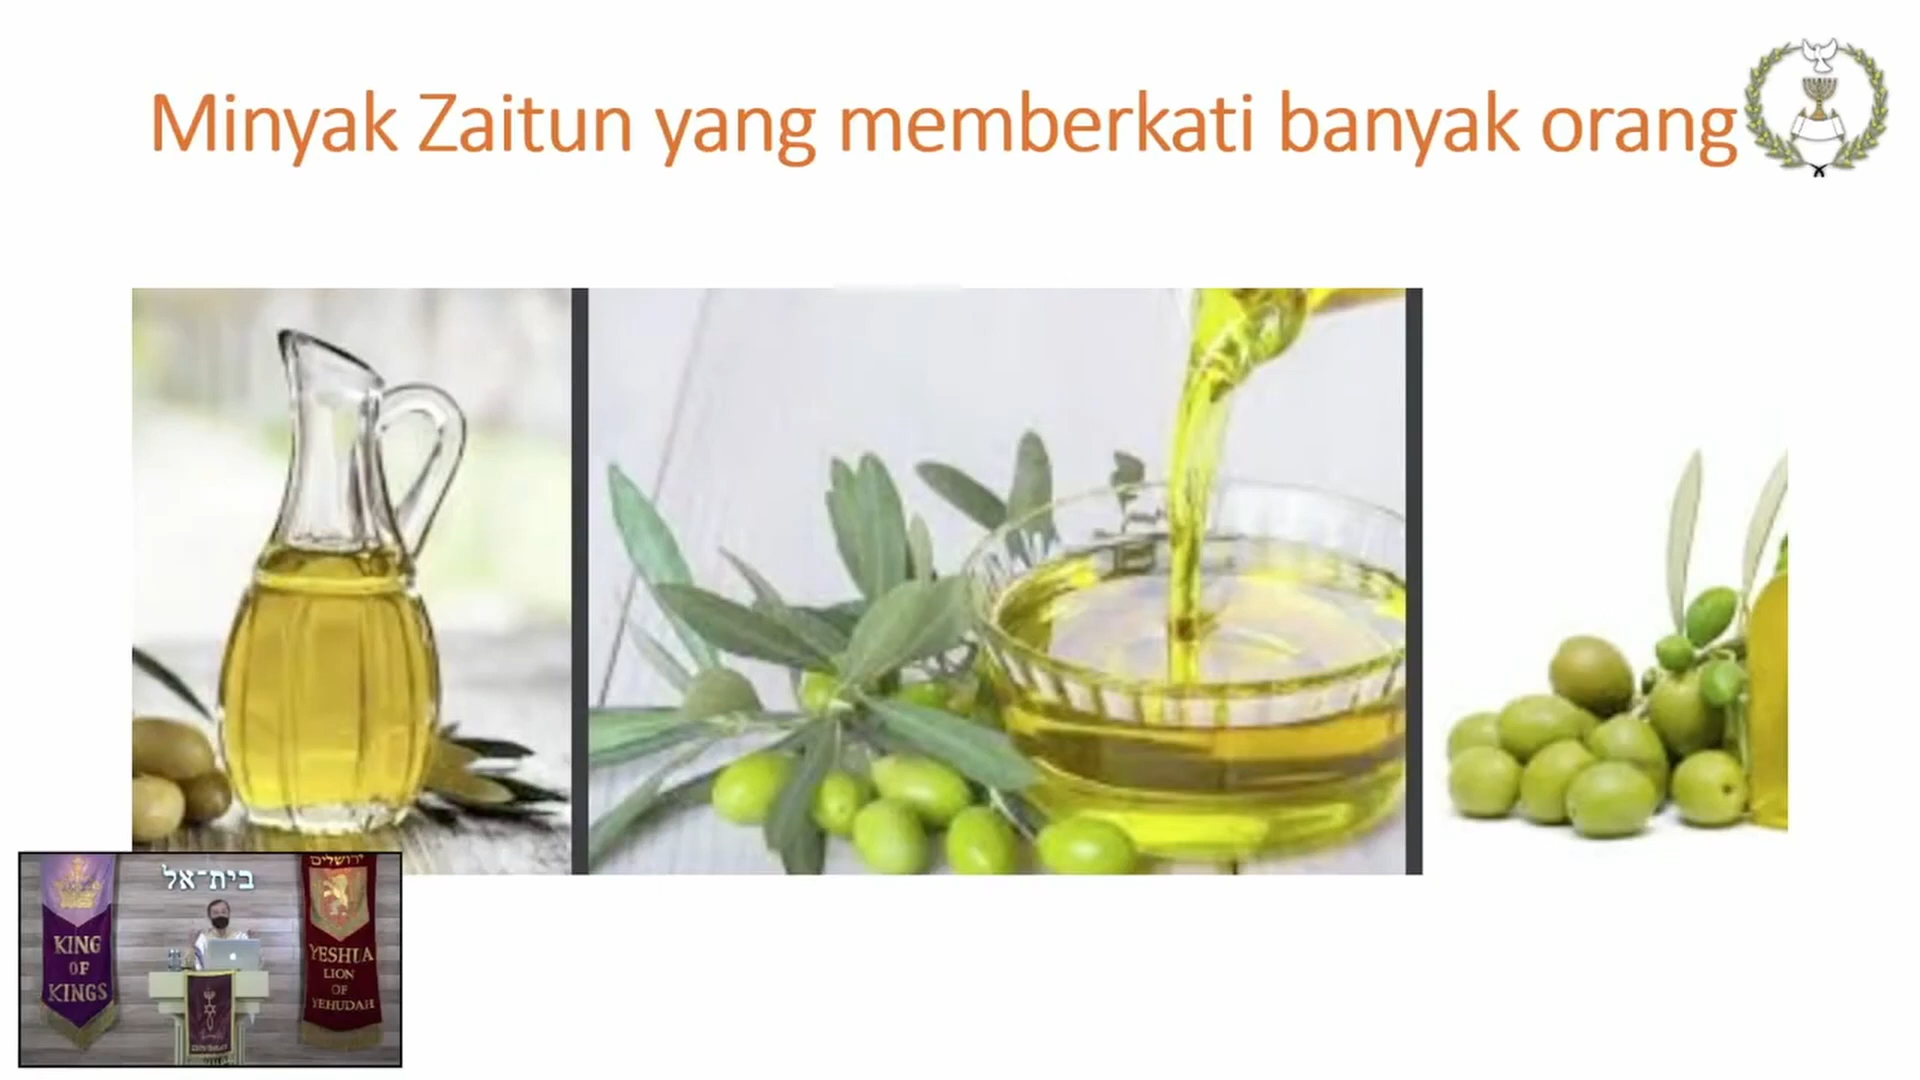 Minyak Zaitun yang memberkati banyak orang
בית־אל
KING
OF
KINGS
ירושלים
YESHUA
LION
OF
YEHUDAH